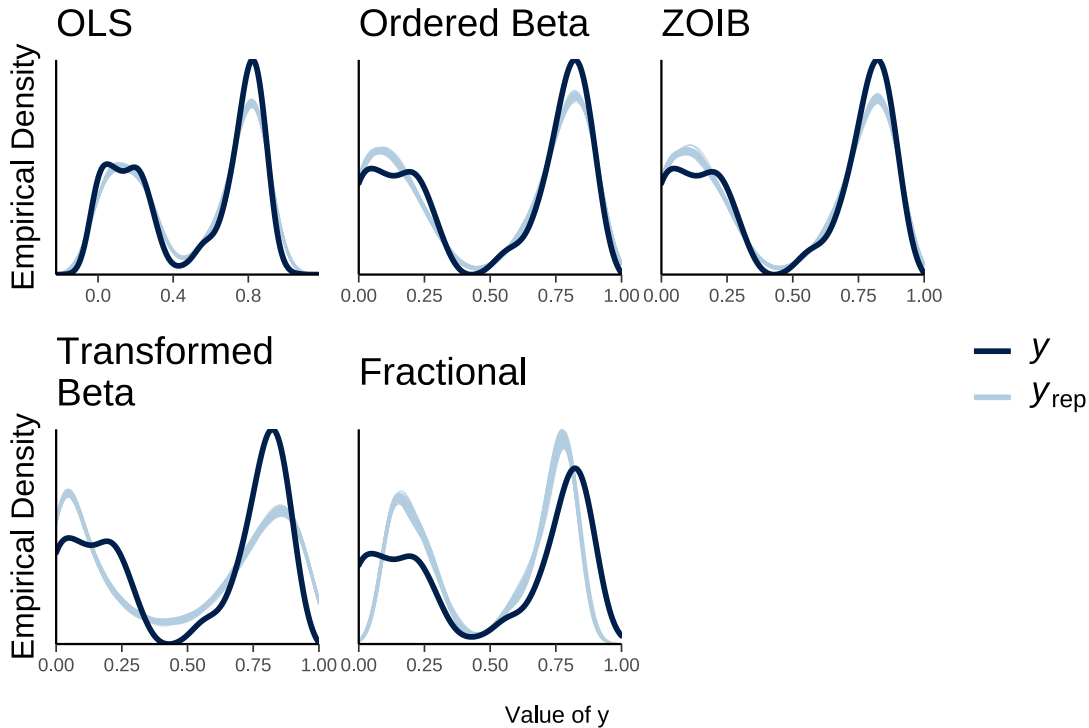 OLS
Ordered Beta
ZOIB
Empirical Density
0.0 0.4 0.8
0.00 0.25 0.50 0.75 1.00
0.00 0.25 0.50 0.75 1.00
Transformed
Beta
Fractional
Empirical Density
0.00 0.25 0.50 0.75 1.00
0.00 0.25 0.50 0.75 1.00
Value of y
y
y rep